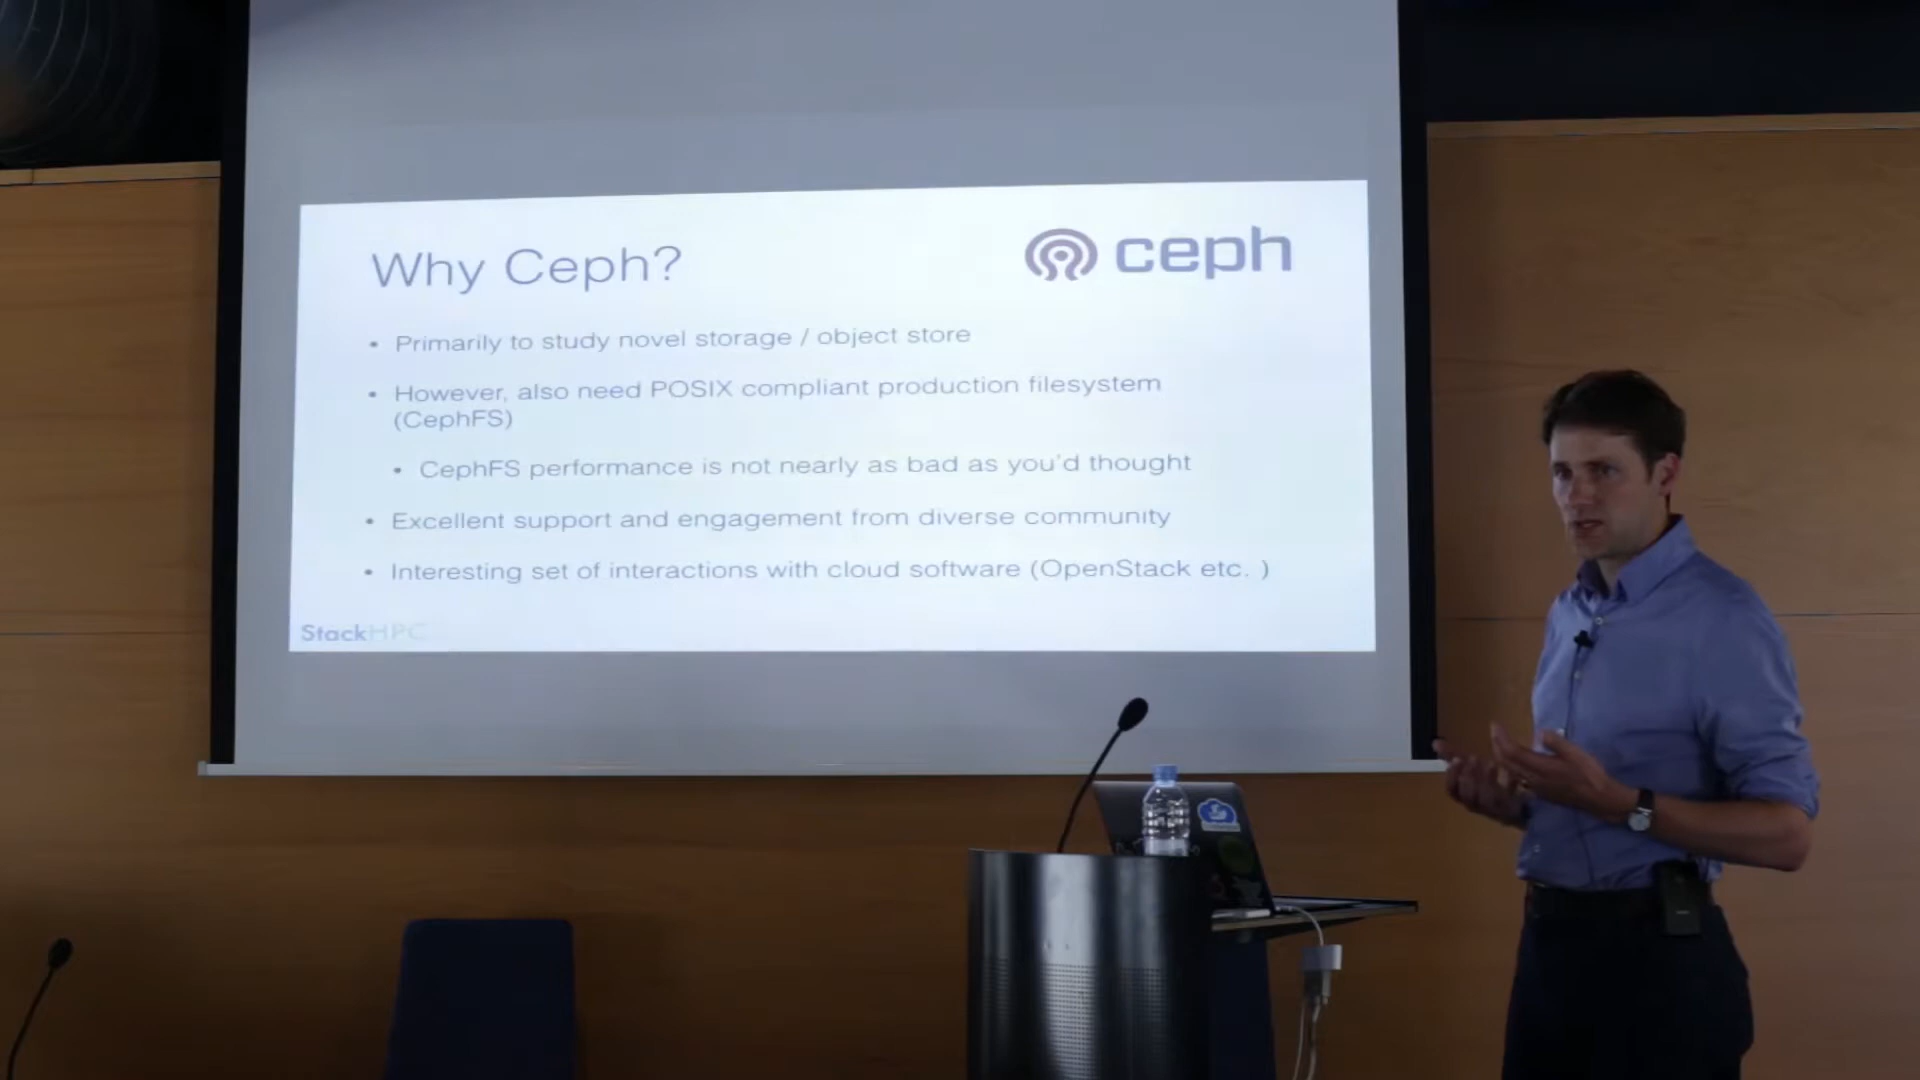 Why Ceph?
ceph
• Primarily to study novel storage / object store
• However, also need POSIX compliant production filesystem
(CephFS)
• CephFS performance is not nearly as bad as you'd thought
• Excellent support and engagement from diverse community
• Interesting set of interactions with cloud software (OpenStack etc. )
StackHPC